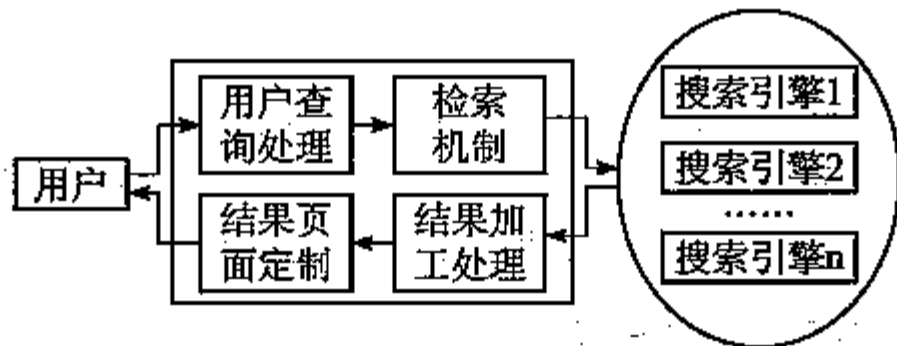 用户
用户查
询处理
检索
机制
结果页
面定制
结果加
工处理
搜索引擎1
搜索引擎2
……
搜索引擎n